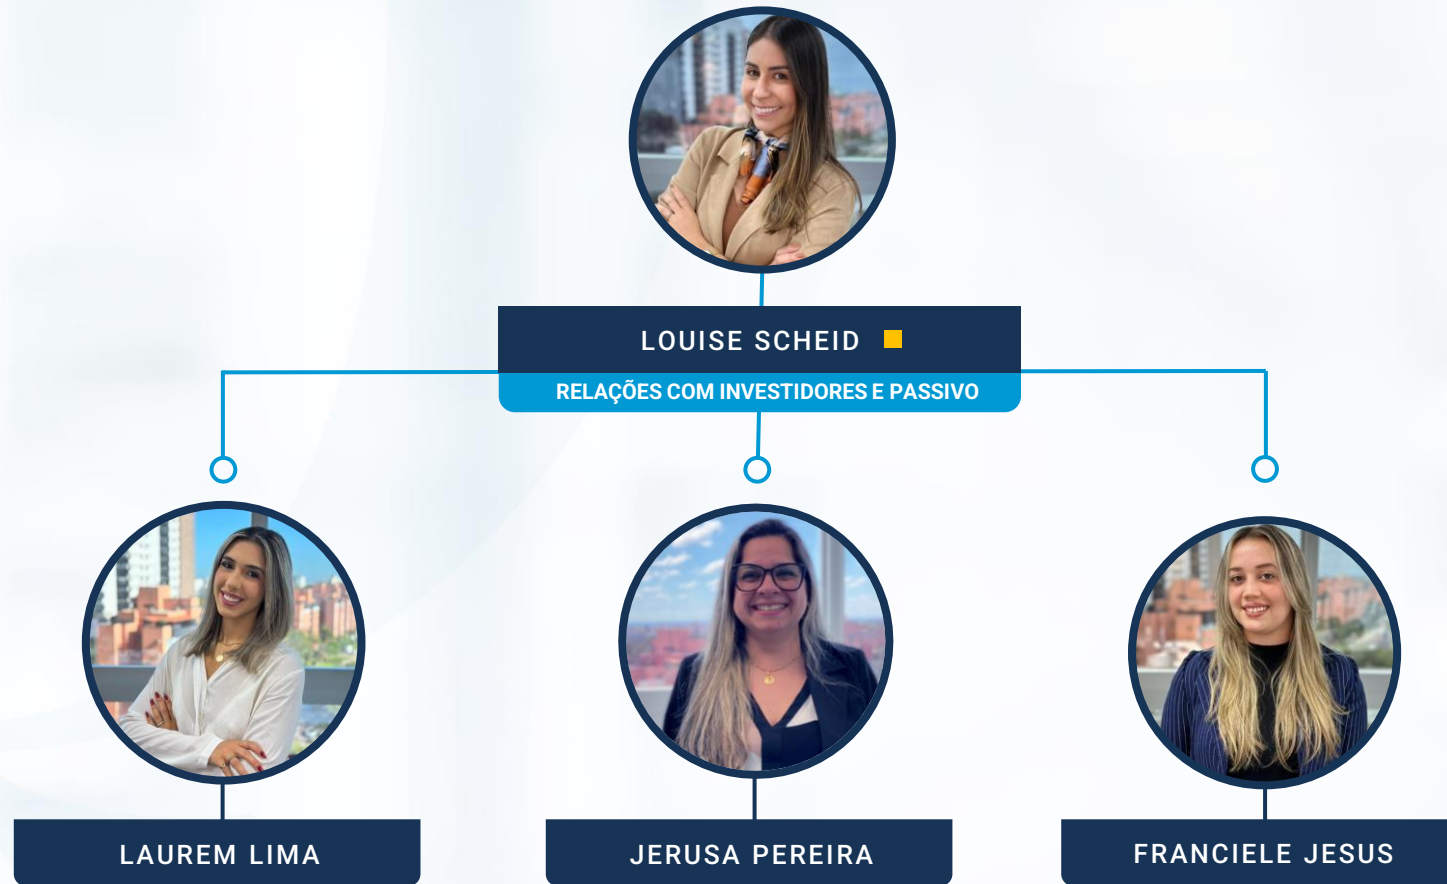 LOUISE SCHEID
RELAÇÕES COM INVESTIDORES E PASSIVO
LAUREM LIMA
JERUSA PEREIRA
FRANCIELE JESUS